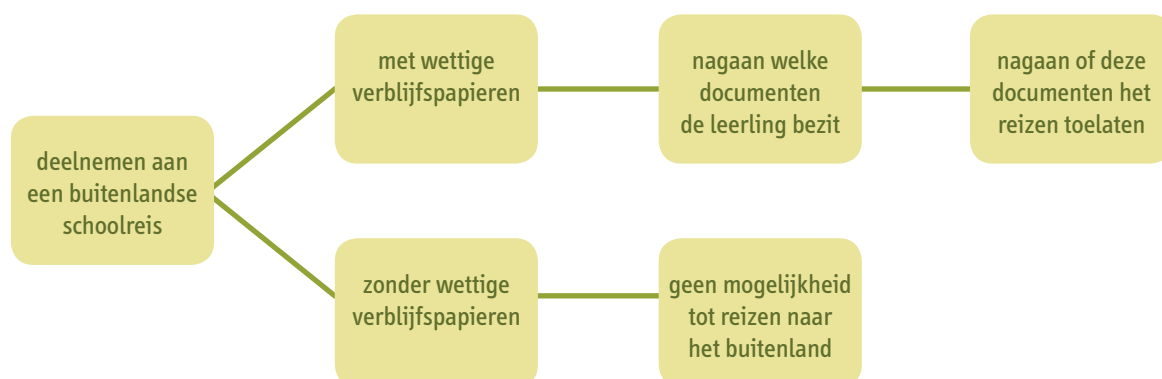 deelnemen aan
een buitenlandse
schoolreis
met wettige
verblijfspapieren
nagaan welke
documenten
de leerling bezit
nagaan of deze
documenten het
reizen toelaten
zonder wettige
verblijfspapieren
geen mogelijkheid
tot reizen naar
het buitenland